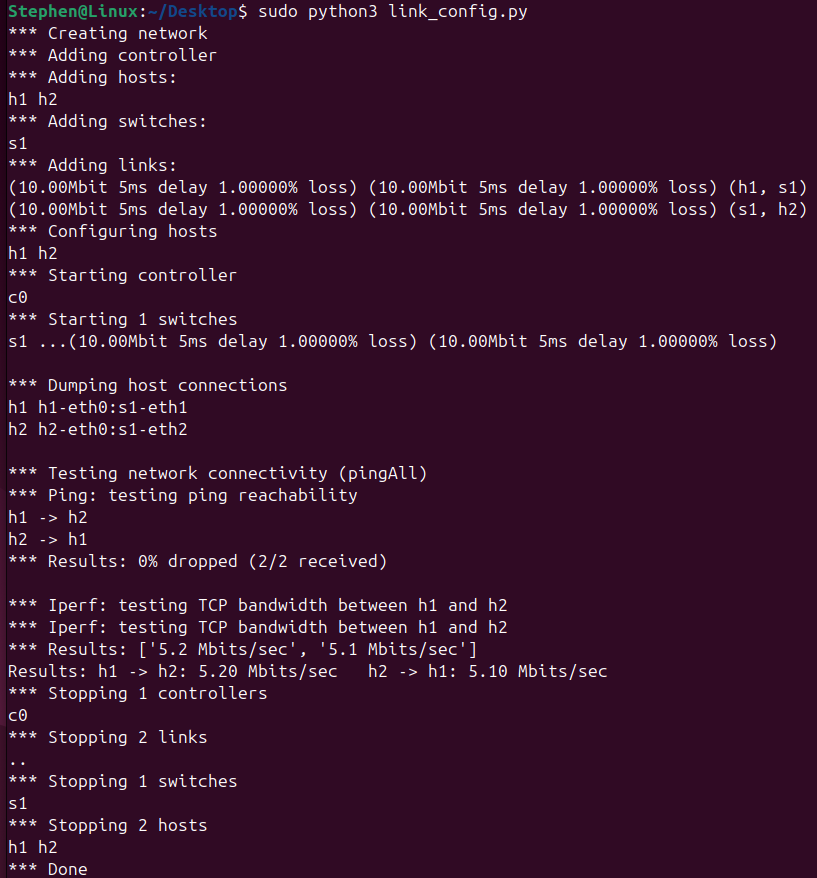 Stephen@Linux:~/Desktop$ sudo python3 link_config.py
*** Creating network
*** Adding controller
*** Adding hosts:
h1 h2
*** Adding switches:
s1
*** Adding links:
(10.00Mbit 5ms delay 1.00000% loss) (10.00Mbit 5ms delay 1.00000% loss) (h1, s1)
(10.00Mbit 5ms delay 1.00000% loss) (10.00Mbit 5ms delay 1.00000% loss) (s1, h2)
*** Configuring hosts
h1 h2
*** Starting controller
c0
*** Starting 1 switches
s1 ...(10.00Mbit 5ms delay 1.00000% loss) (10.00Mbit 5ms delay 1.00000% loss)

*** Dumping host connections
h1 h1-eth0:s1-eth1
h2 h2-eth0:s1-eth2

*** Testing network connectivity (pingAll)
*** Ping: testing ping reachability
h1 -> h2
h2 -> h1
*** Results: 0% dropped (2/2 received)

*** Iperf: testing TCP bandwidth between h1 and h2
*** Iperf: testing TCP bandwidth between h1 and h2
*** Results: ['5.2 Mbits/sec', '5.1 Mbits/sec']
Results: h1 -> h2: 5.20 Mbits/sec   h2 -> h1: 5.10 Mbits/sec
*** Stopping 1 controllers
c0
*** Stopping 2 links
..
*** Stopping 1 switches
s1
*** Stopping 2 hosts
h1 h2
*** Done